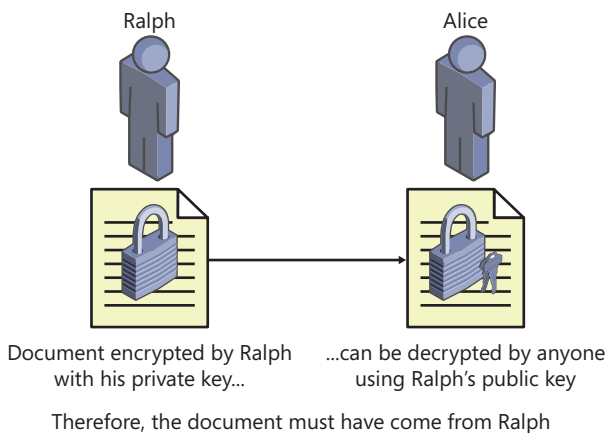 Ralph
Alice
Document encrypted by Ralph
with his private key...
...can be decrypted by anyone
using Ralph's public key
Therefore, the document must have come from Ralph